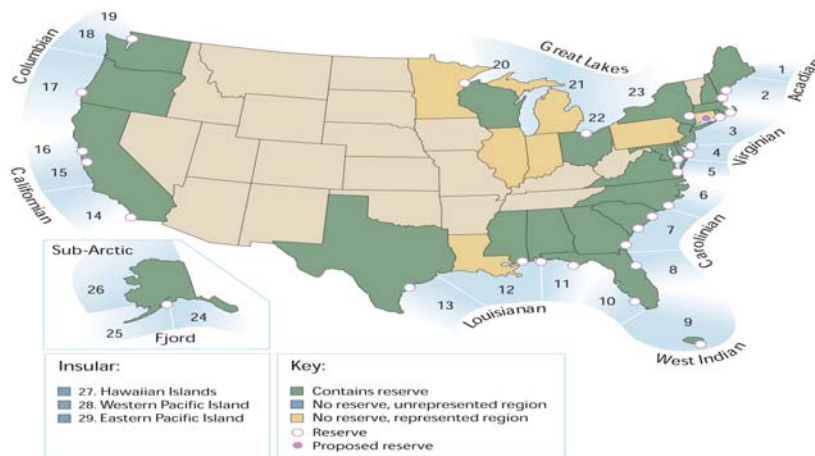 19
18
Columbian
17
16
15
Californian
14
20
Great Lakes
21
22
23
1
Acadian
2
3
Virginian
4
5
6
Carolinian
7
8
9
West Indian
10
11
12
Louisianian
13
Sub-Arctic
26
25
24
Fjord
Insular:
27. Hawaiian Islands
28. Western Pacific Island
29. Eastern Pacific Island
Key:
Contains reserve
No reserve, unrepresented region
No reserve, represented region
Reserve
Proposed reserve